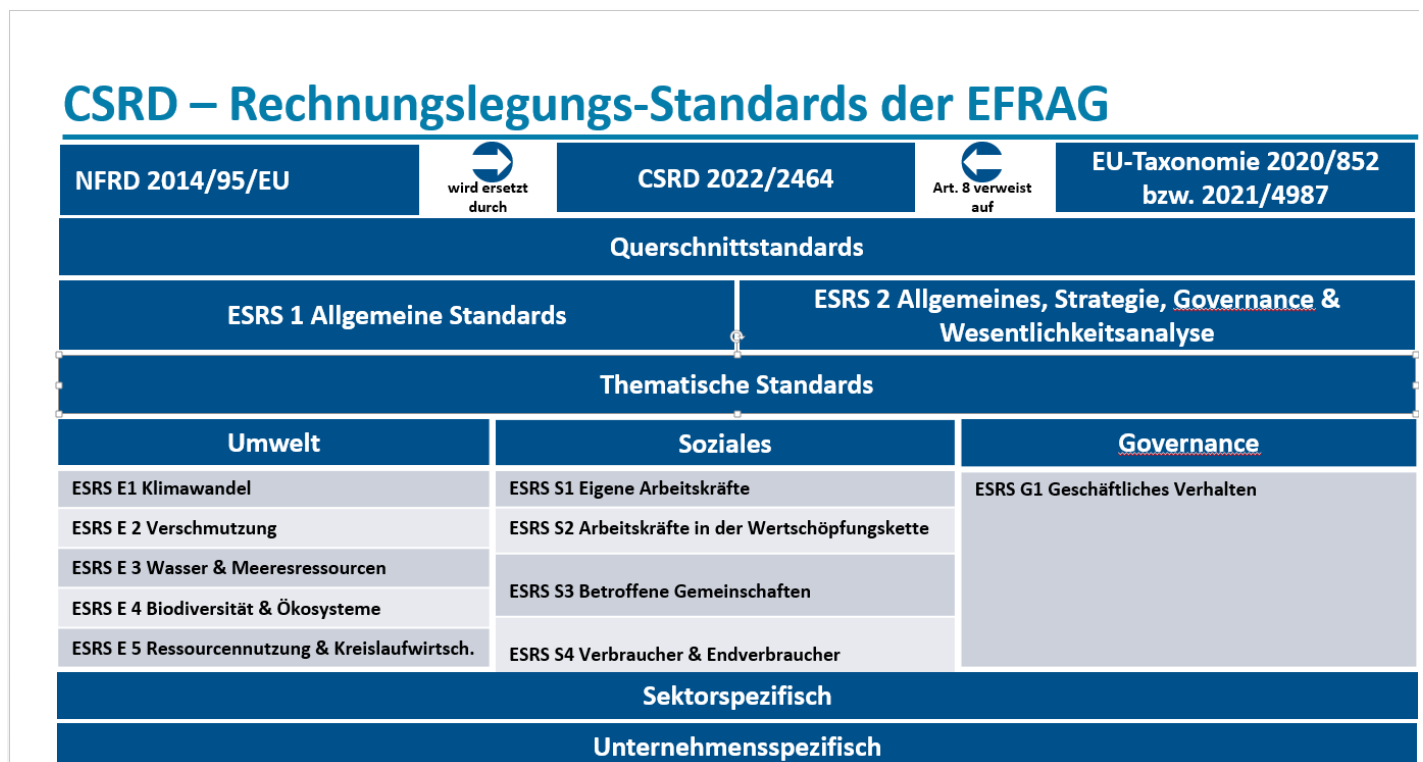 CSRD – Rechnungslegungs-Standards der EFRAG
NFRD 2014/95/EU
wird ersetzt
durch
CSRD 2022/2464
Art. 8 verweist
auf
EU-Taxonomie 2020/852
bzw. 2021/4987
Querschnittstandards
ESRS 1 Allgemeine Standards
ESRS 2 Allgemeines, Strategie, Governance &
Wesentlichkeitsanalyse
Thematische Standards
Umwelt
ESRS E1 Klimawandel
ESRS E 2 Verschmutzung
ESRS E 3 Wasser & Meeresressourcen
ESRS E 4 Biodiversität & Ökosysteme
ESRS E 5 Ressourcennutzung & Kreislaufwirtsch.
Soziales
ESRS S1 Eigene Arbeitskräfte
ESRS S2 Arbeitskräfte in der Wertschöpfungskette
ESRS S3 Betroffene Gemeinschaften
ESRS S4 Verbraucher & Endverbraucher
Governance
ESRS G1 Geschäftliches Verhalten
Sektorspezifisch
Unternehmensspezifisch